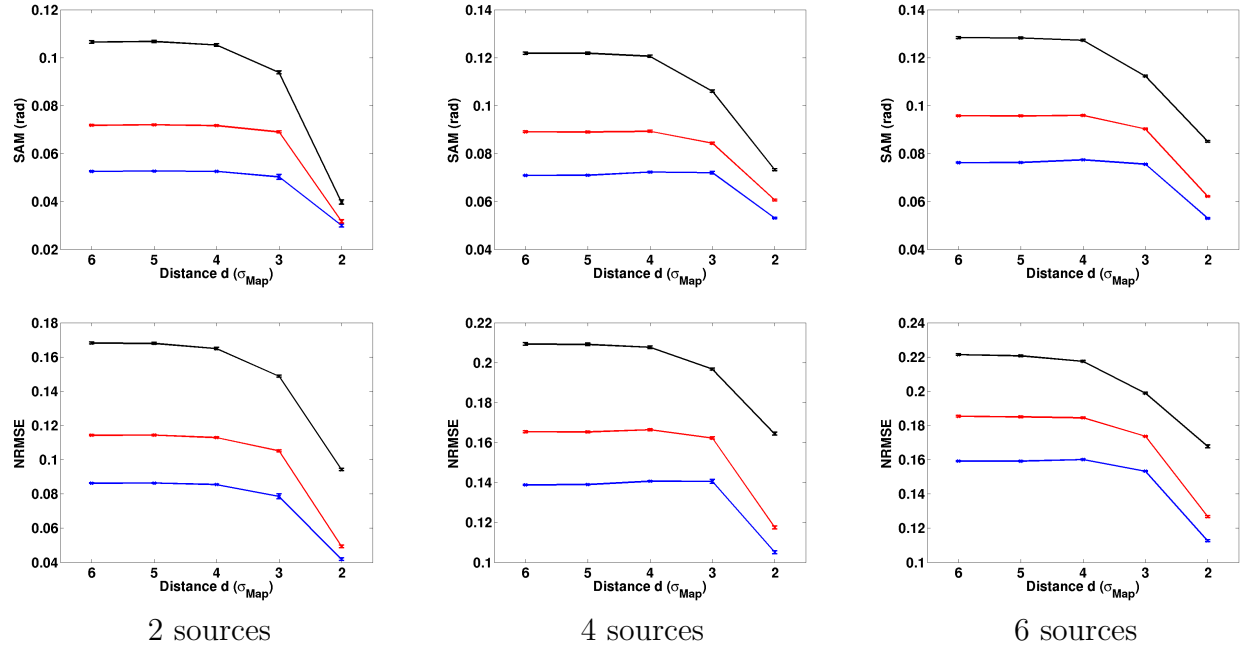 0.12
0.1
0.08
0.06
0.04
0.02
SAM (rad)
6 5 4 3 2
Distance d (σMap)
0.14
0.12
0.1
0.08
0.06
0.04
SAM (rad)
6 5 4 3 2
Distance d (σMap)
0.14
0.12
0.1
0.08
0.06
0.04
SAM (rad)
6 5 4 3 2
Distance d (σMap)
0.18
0.16
0.14
0.12
0.1
0.08
0.06
0.04
NRMSE
6 5 4 3 2
Distance d (σMap)
0.22
0.2
0.18
0.16
0.14
0.12
0.1
NRMSE
6 5 4 3 2
Distance d (σMap)
0.24
0.22
0.2
0.18
0.16
0.14
0.12
0.1
NRMSE
6 5 4 3 2
Distance d (σMap)
2 sources
4 sources
6 sources